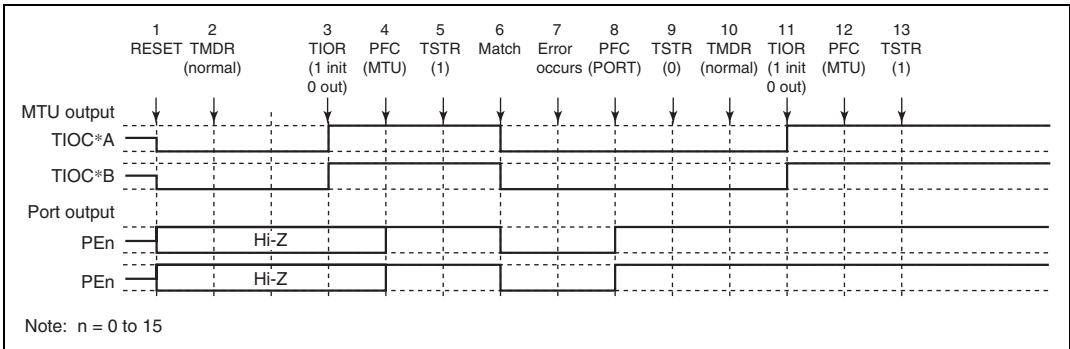 1 2 3 4 5 6 7 8 9 10 11 12 13
RESET TMDR TIOR PFC TSTR Match Error PFC TSTR TMDR TIOR PFC TSTR
(normal) (1 init (MTU) (1) occurs (PORT) (0) (normal) (1 init (MTU) (1)
0 out) 0 out)
MTU output
TIOC*A
TIOC*B
Port output
PEn Hi-Z
PEn Hi-Z
Note: n = 0 to 15